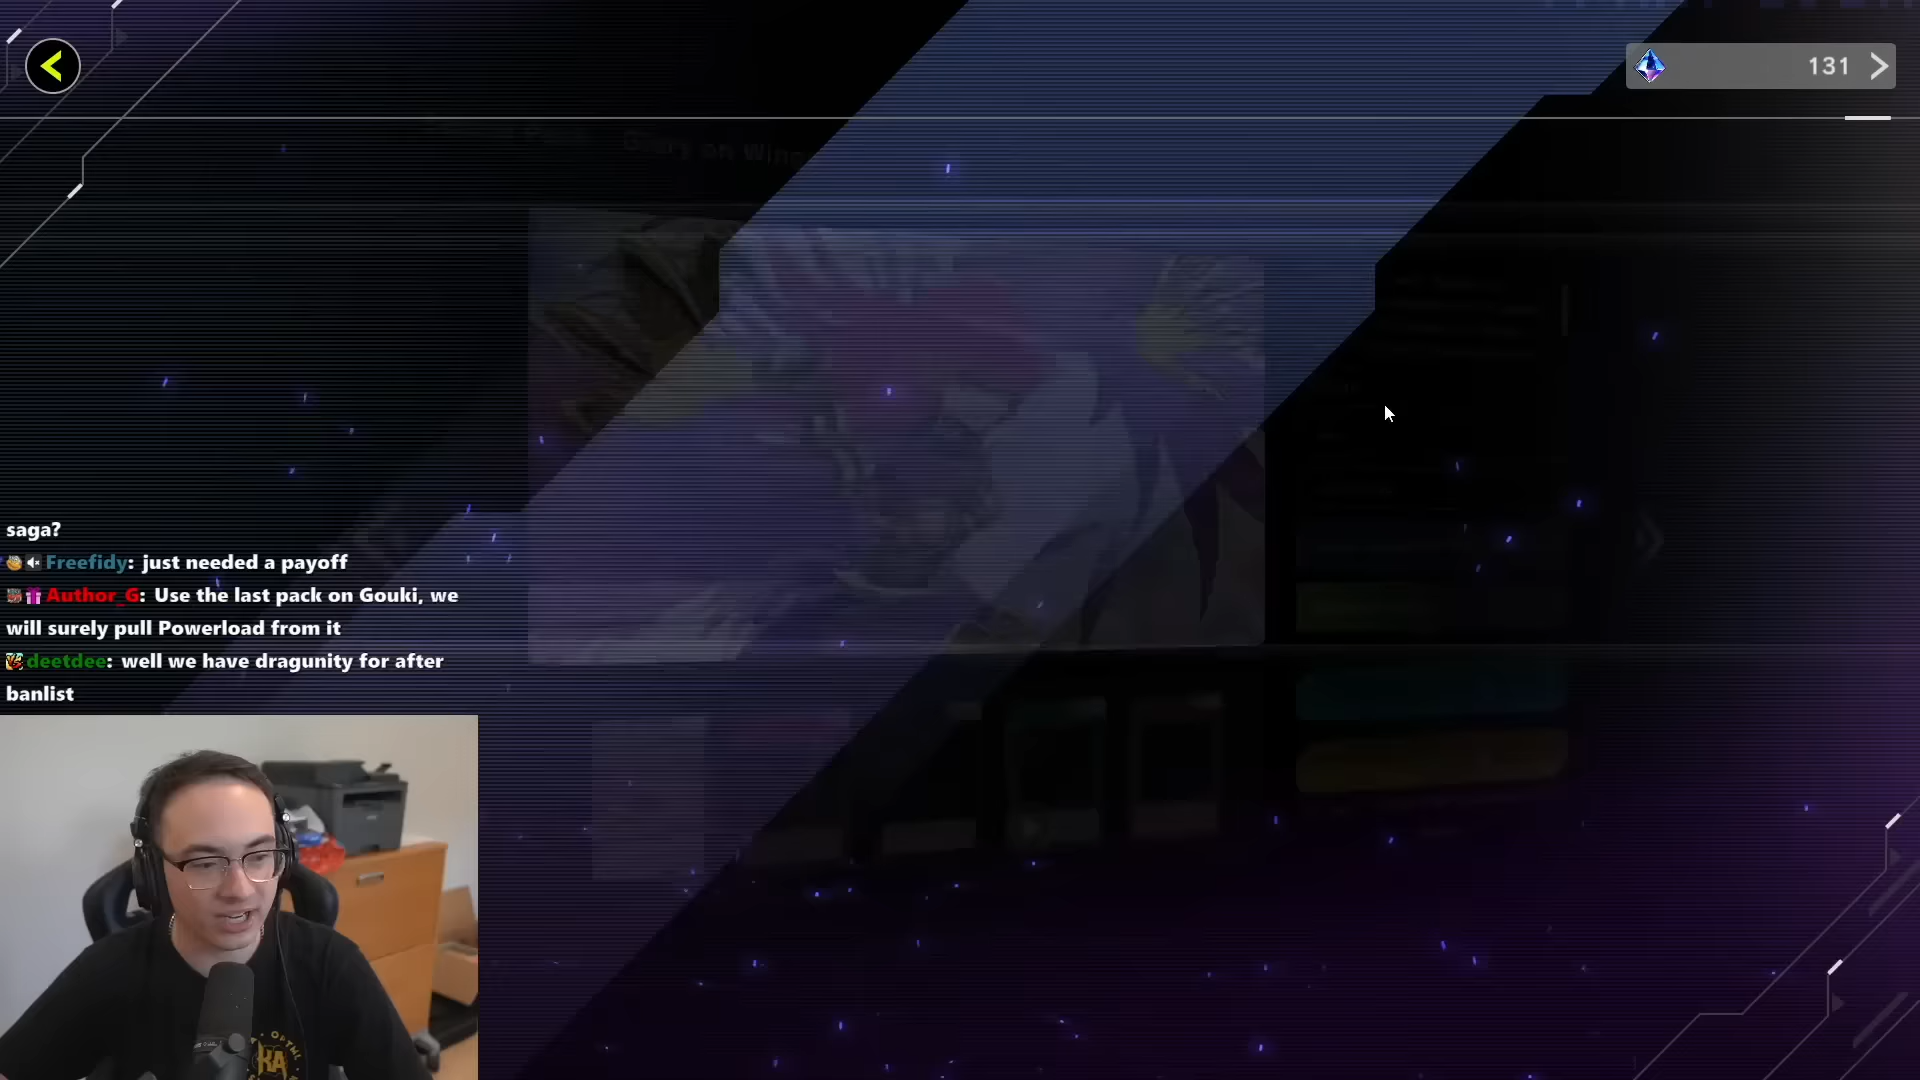 131
saga?
Freefidy: just needed a payoff
Author_G: Use the last pack on Gouki, we
will surely pull Powerload from it
deetdee: well we have dragunity for after
banlist
KA